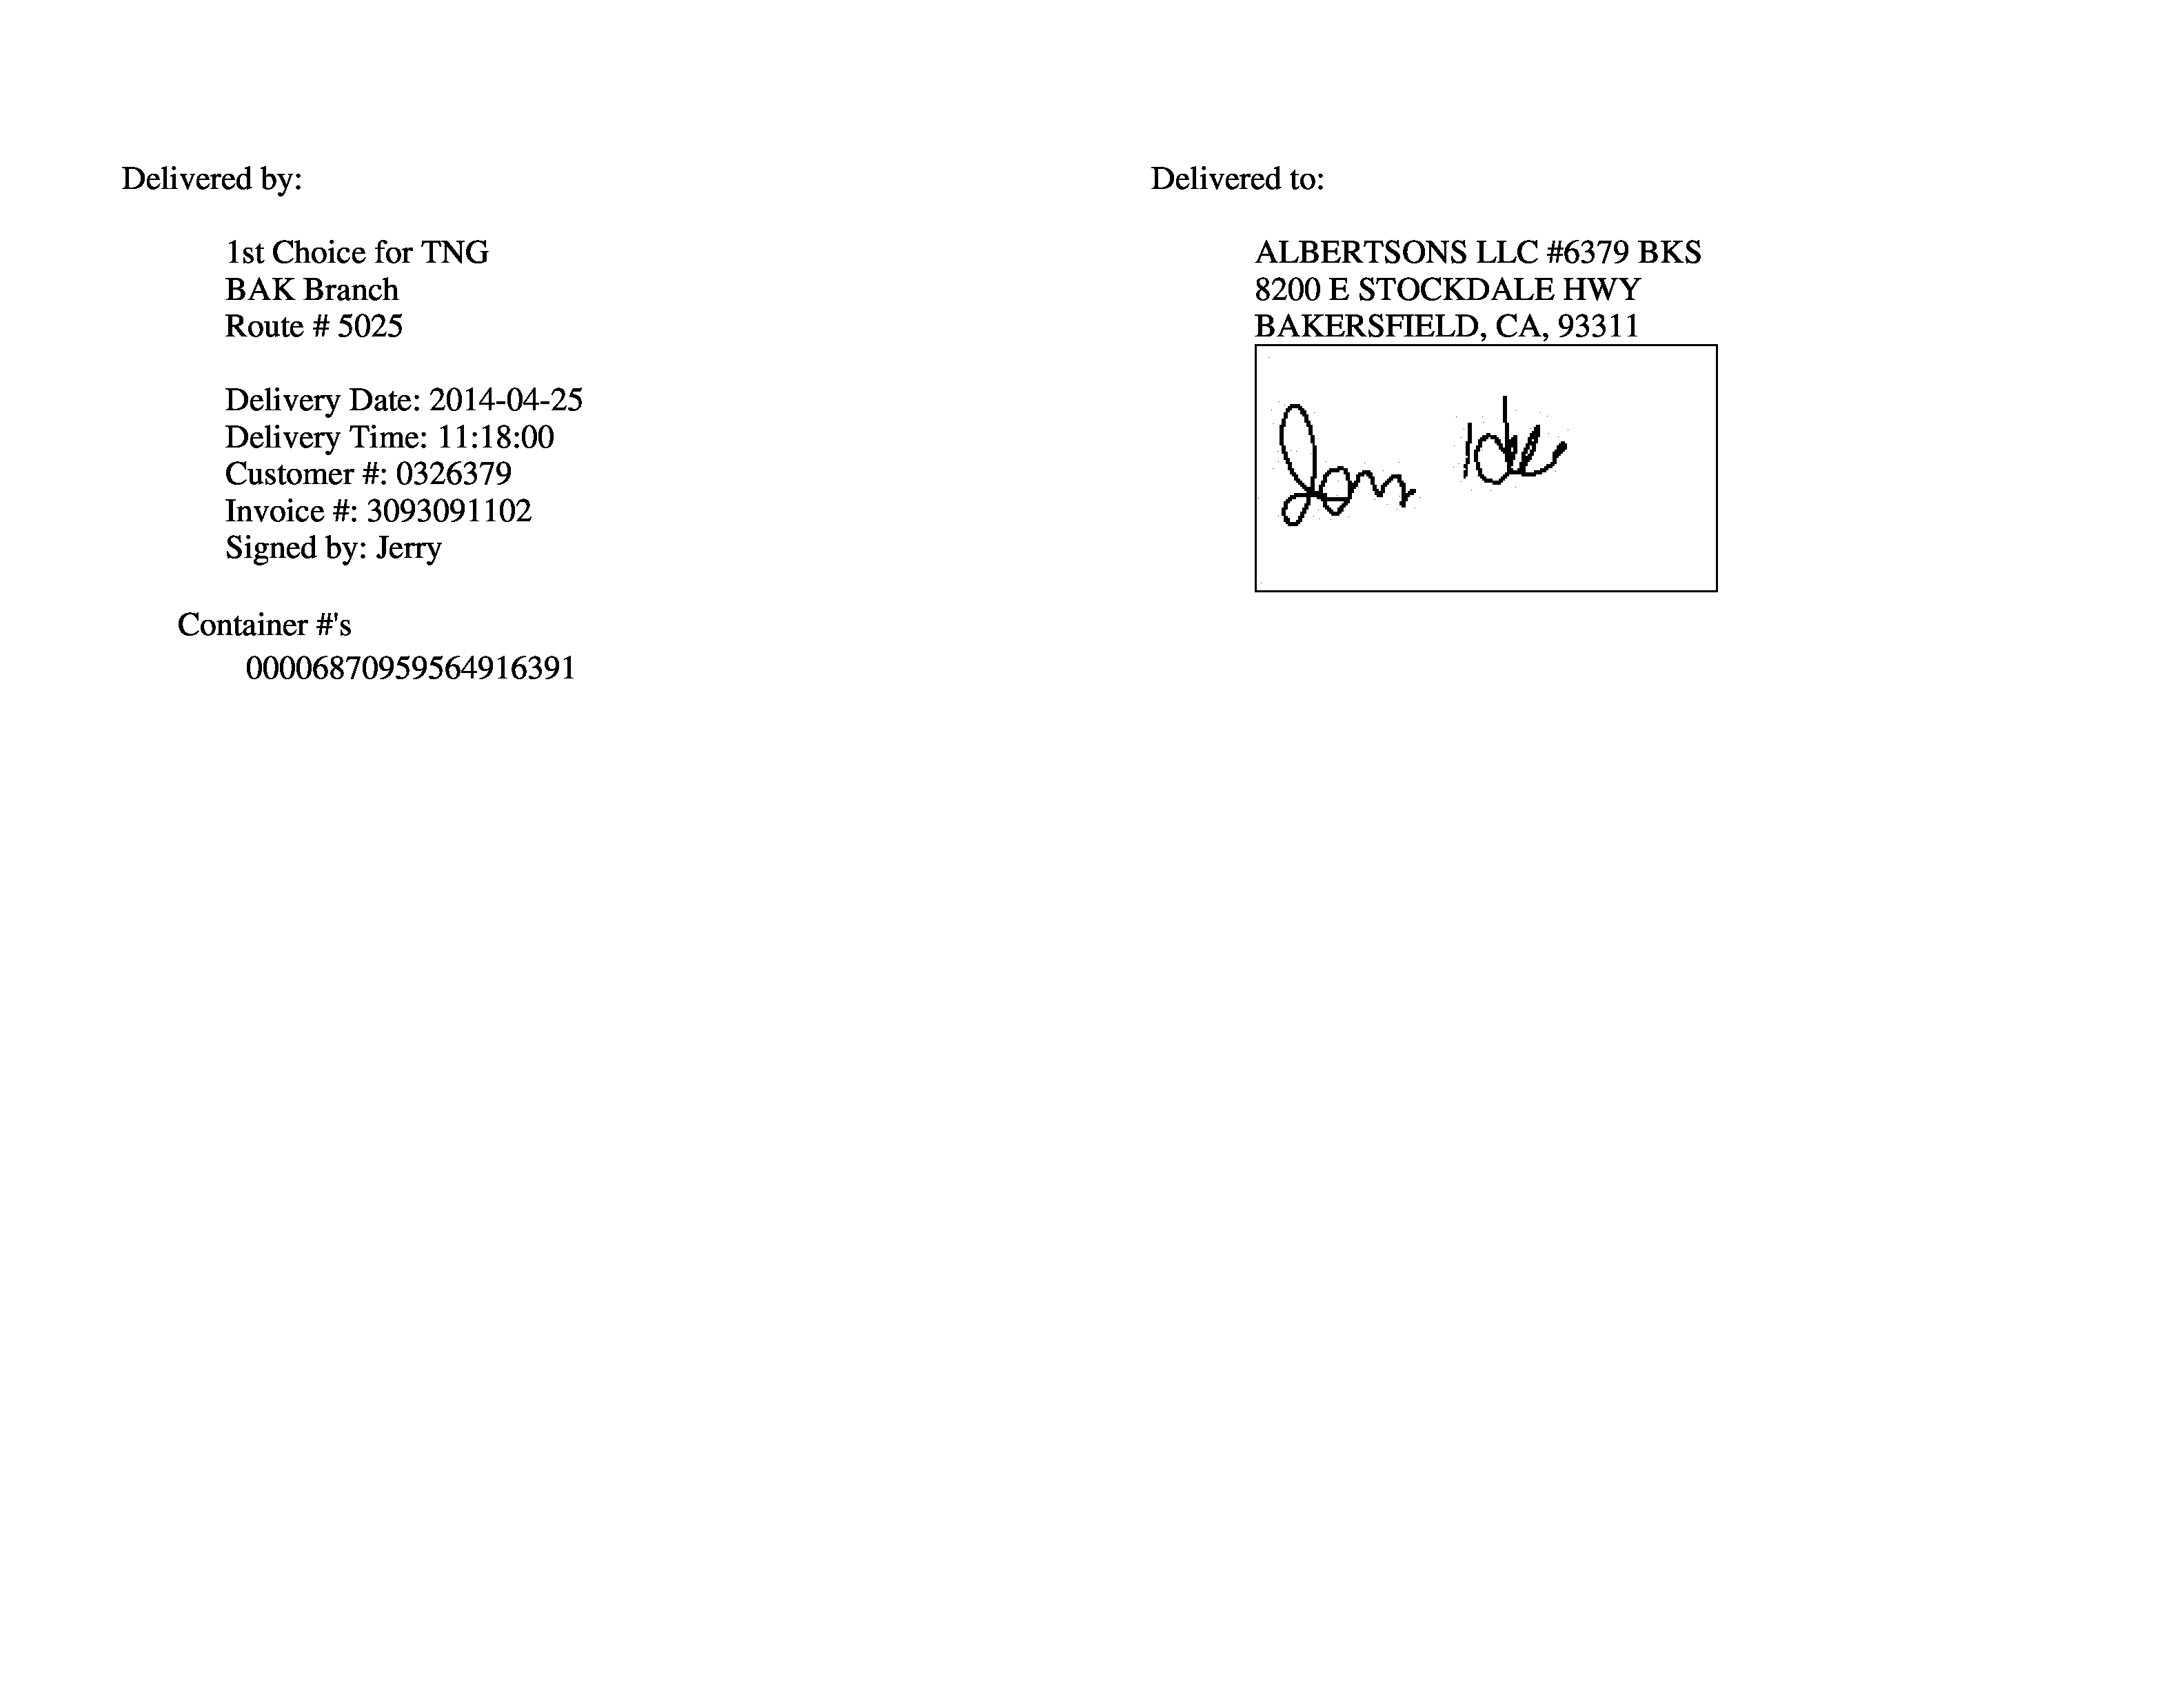 Delivered by:
1st Choice for TNG
BAK Branch
Route # 5025
Delivery Date: 2014-04-25
Delivery Time: 11:18:00
Customer #: 0326379
Invoice #: 3093091102
Signed by: Jerry
Container #'s
00006870959564916391
Delivered to:
ALBERTSONS LLC #6379 BKS
8200 E STOCKDALE HWY
BAKERSFIELD, CA, 93311